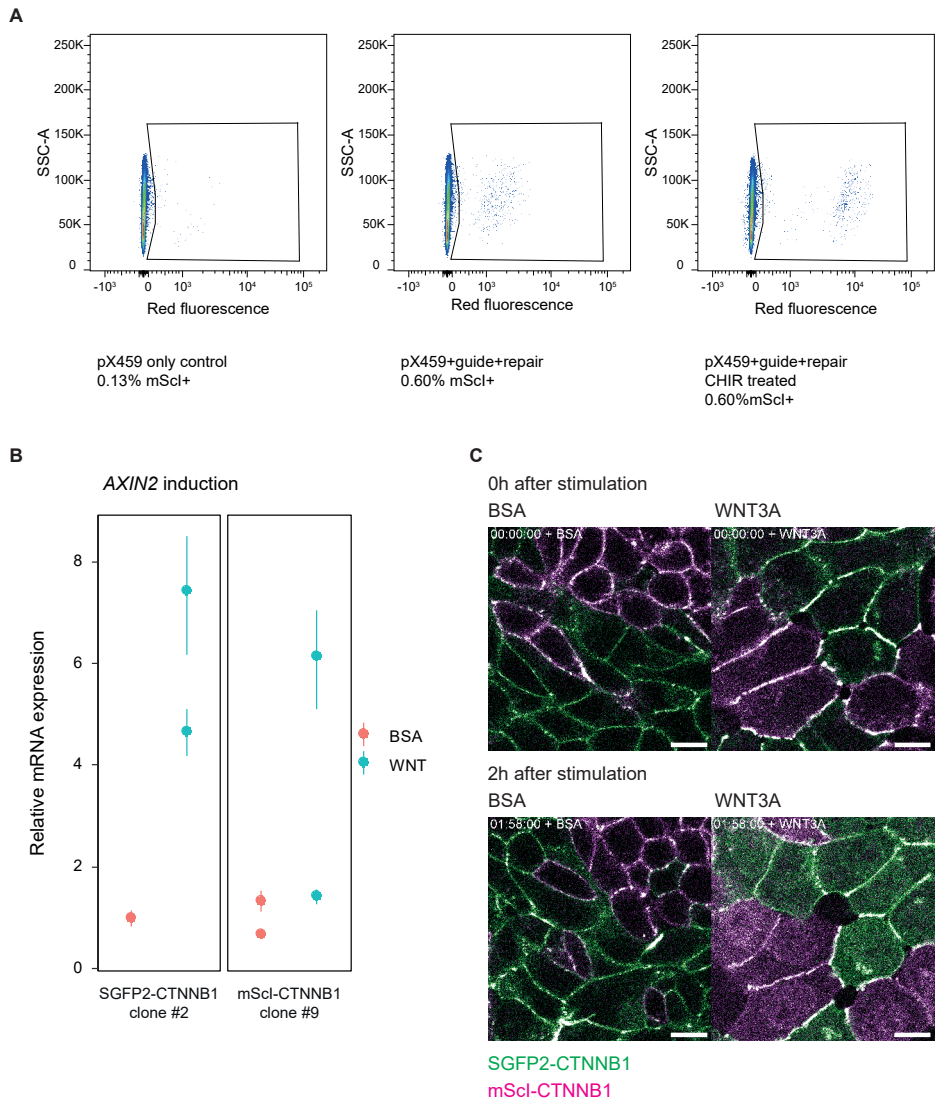 A
250K
200K
150K
100K
50K
0
SSC-A
-10³ 0 10³ 10⁴ 10⁵
Red fluorescence
pX459 only control
0.13% mScI+
250K
200K
150K
100K
50K
0
SSC-A
-10³ 0 10³ 10⁴ 10⁵
Red fluorescence
pX459+guide+repair
0.60% mScI+
250K
200K
150K
100K
50K
0
SSC-A
-10³ 0 10³ 10⁴ 10⁵
Red fluorescence
pX459+guide+repair
CHIR treated
0.60%mScI+
B
AXIN2 induction
Relative mRNA expression
8
6
4
2
0
SGFP2-CTNNB1
clone #2
mScI-CTNNB1
clone #9
BSA
WNT
C
0h after stimulation
BSA WNT3A
00:00:00 + BSA 00:00:00 + WNT3A
2h after stimulation
BSA WNT3A
01:58:00 + BSA 01:58:00 + WNT3A
SGFP2-CTNNB1
mScI-CTNNB1